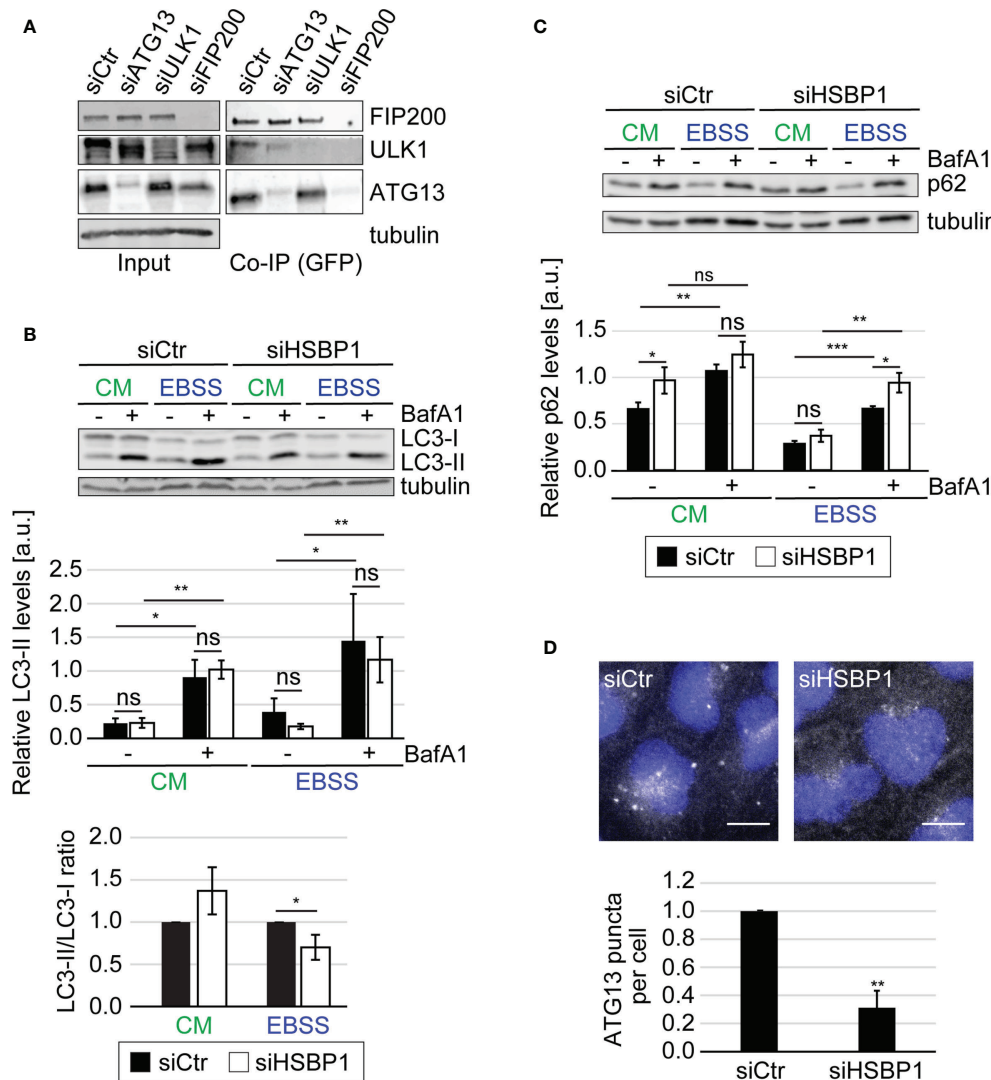 A
siCtr siATG13 siULK1 siFIP200 siCtr siATG13 siULK1 siFIP200
FIP200
ULK1
ATG13
tubulin
Input Co-IP (GFP)
B
siCtr siHSBP1
CM EBSS CM EBSS
- + - + - + - + BafA1
LC3-I
LC3-II
tubulin
Relative LC3-II levels [a.u.]
2.5
2.0
1.5
1.0
0.5
0.0
ns * ** ns ns * ** ns
- + - + BafA1
CM EBSS
LC3-II/LC3-I ratio
2.0
1.5
1.0
0.5
0.0
*
CM EBSS
siCtr siHSBP1
C
siCtr siHSBP1
CM EBSS CM EBSS
- + - + - + - + BafA1
p62
tubulin
Relative p62 levels [a.u.]
1.5
1.0
0.5
0.0
* ** ns ns ns *** ** *
- + - + BafA1
CM EBSS
siCtr siHSBP1
D
siCtr siHSBP1
ATG13 puncta
per cell
1.2
1.0
0.8
0.6
0.4
0.2
0.0
**
siCtr siHSBP1